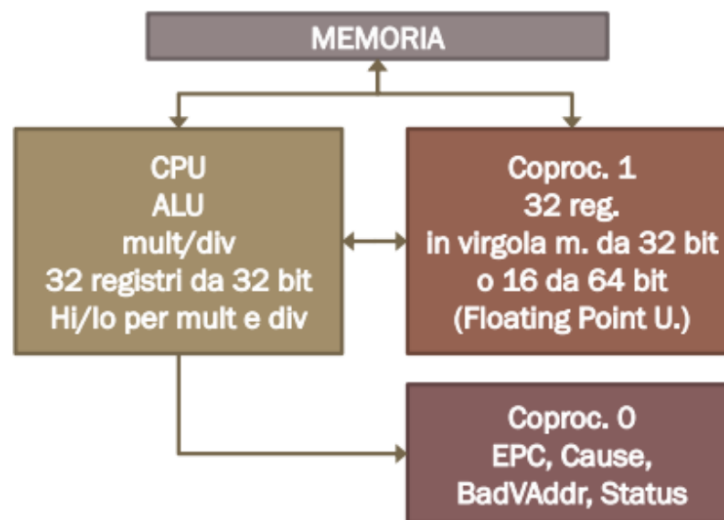 MEMORIA
CPU
ALU
mult/div
32 registri da 32 bit
Hi/lo per mult e div
Coproc. 1
32 reg.
in virgola m. da 32 bit
o 16 da 64 bit
(Floating Point U.)
Coproc. 0
EPC, Cause,
BadVAddr, Status